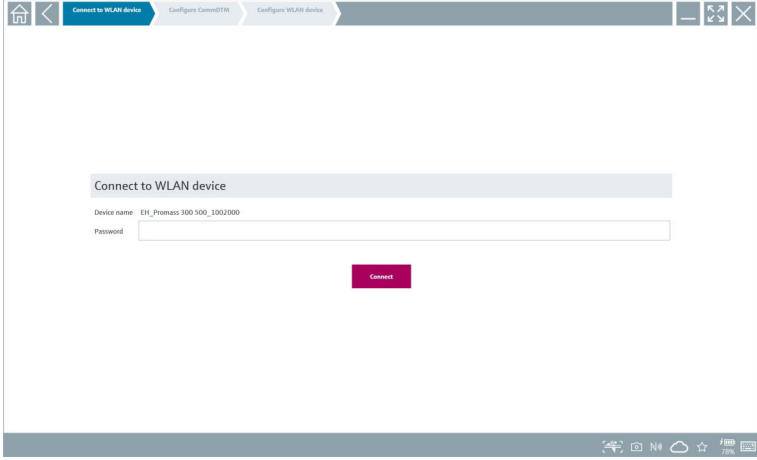 Connect to WLAN device
Configure CommDTM
Configure WLAN device
Connect to WLAN device
Device name EH_Promass 300 500_1002000
Password
Connect
78%